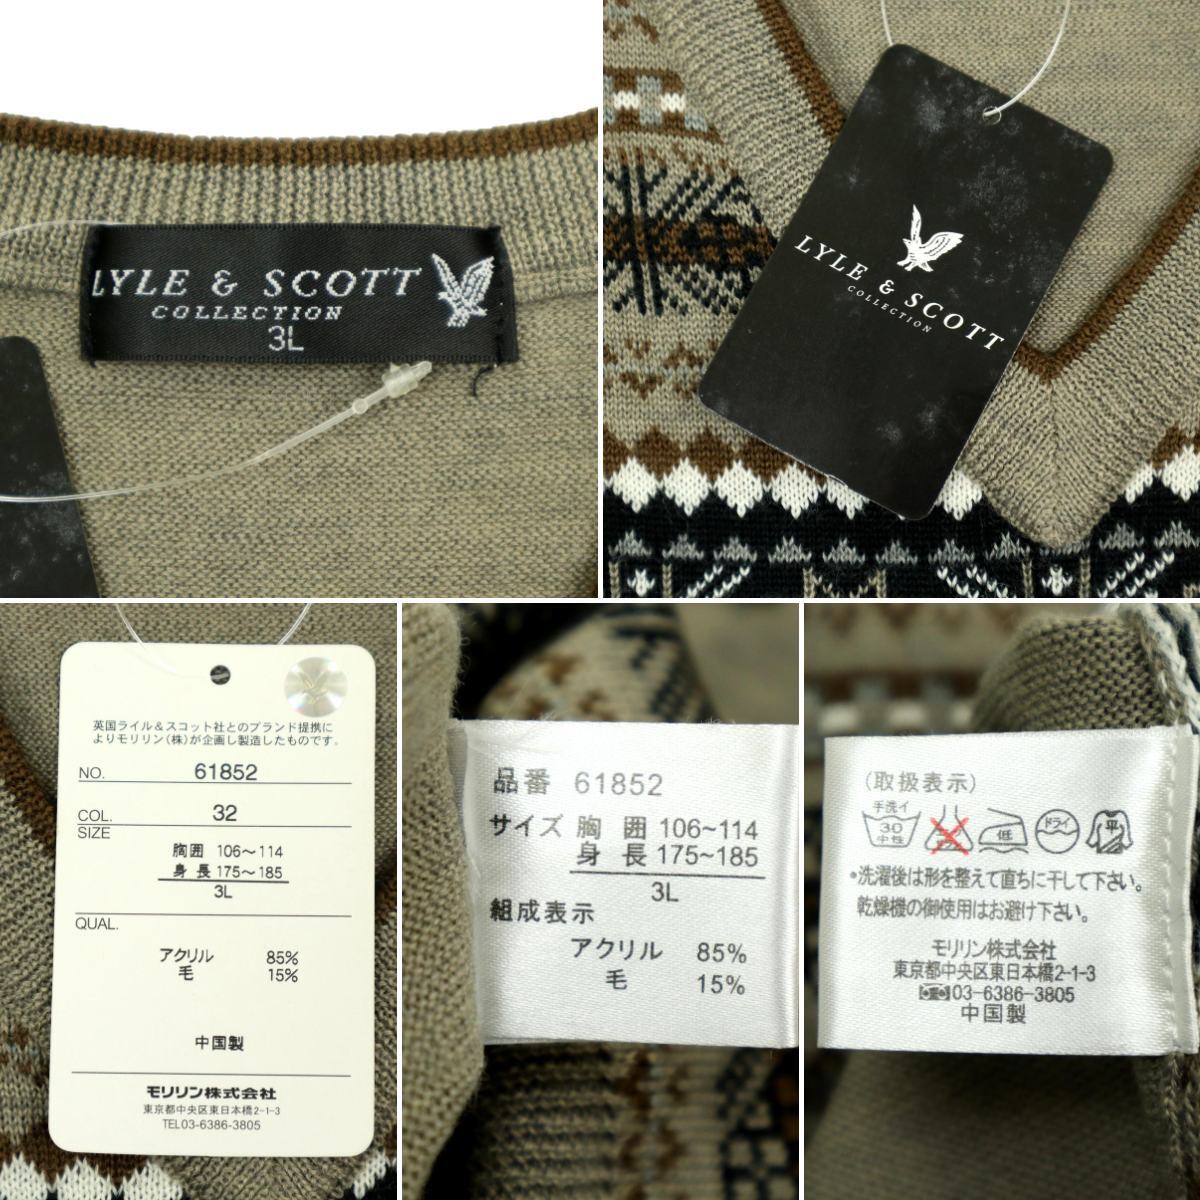 LYLE & SCOTT
COLLECTION
3L
LYLE & SCOTT
COLLECTION
英国ライル&スコット社とのブランド提携に
よりモリリン(株)が企画し製造したものです。
NO. 61852
COL. 32
SIZE
胸囲 106~114
身長 175~185
3L
QUAL.
アクリル 85%
毛 15%
中国製
モリリン株式会社
東京都中央区東日本橋2-1-3
TEL03-6386-3805
品番 61852
サイズ 胸囲 106~114
身長 175~185
3L
組成表示
アクリル 85%
毛 15%
(取扱表示)
手洗イ
30
中性
低
ドライ
平
•洗濯後は形を整えて直ちに干して下さい。
乾燥機の御使用はお避け下さい。
モリリン株式会社
東京都中央区東日本橋2-1-3
03-6386-3805
中国製